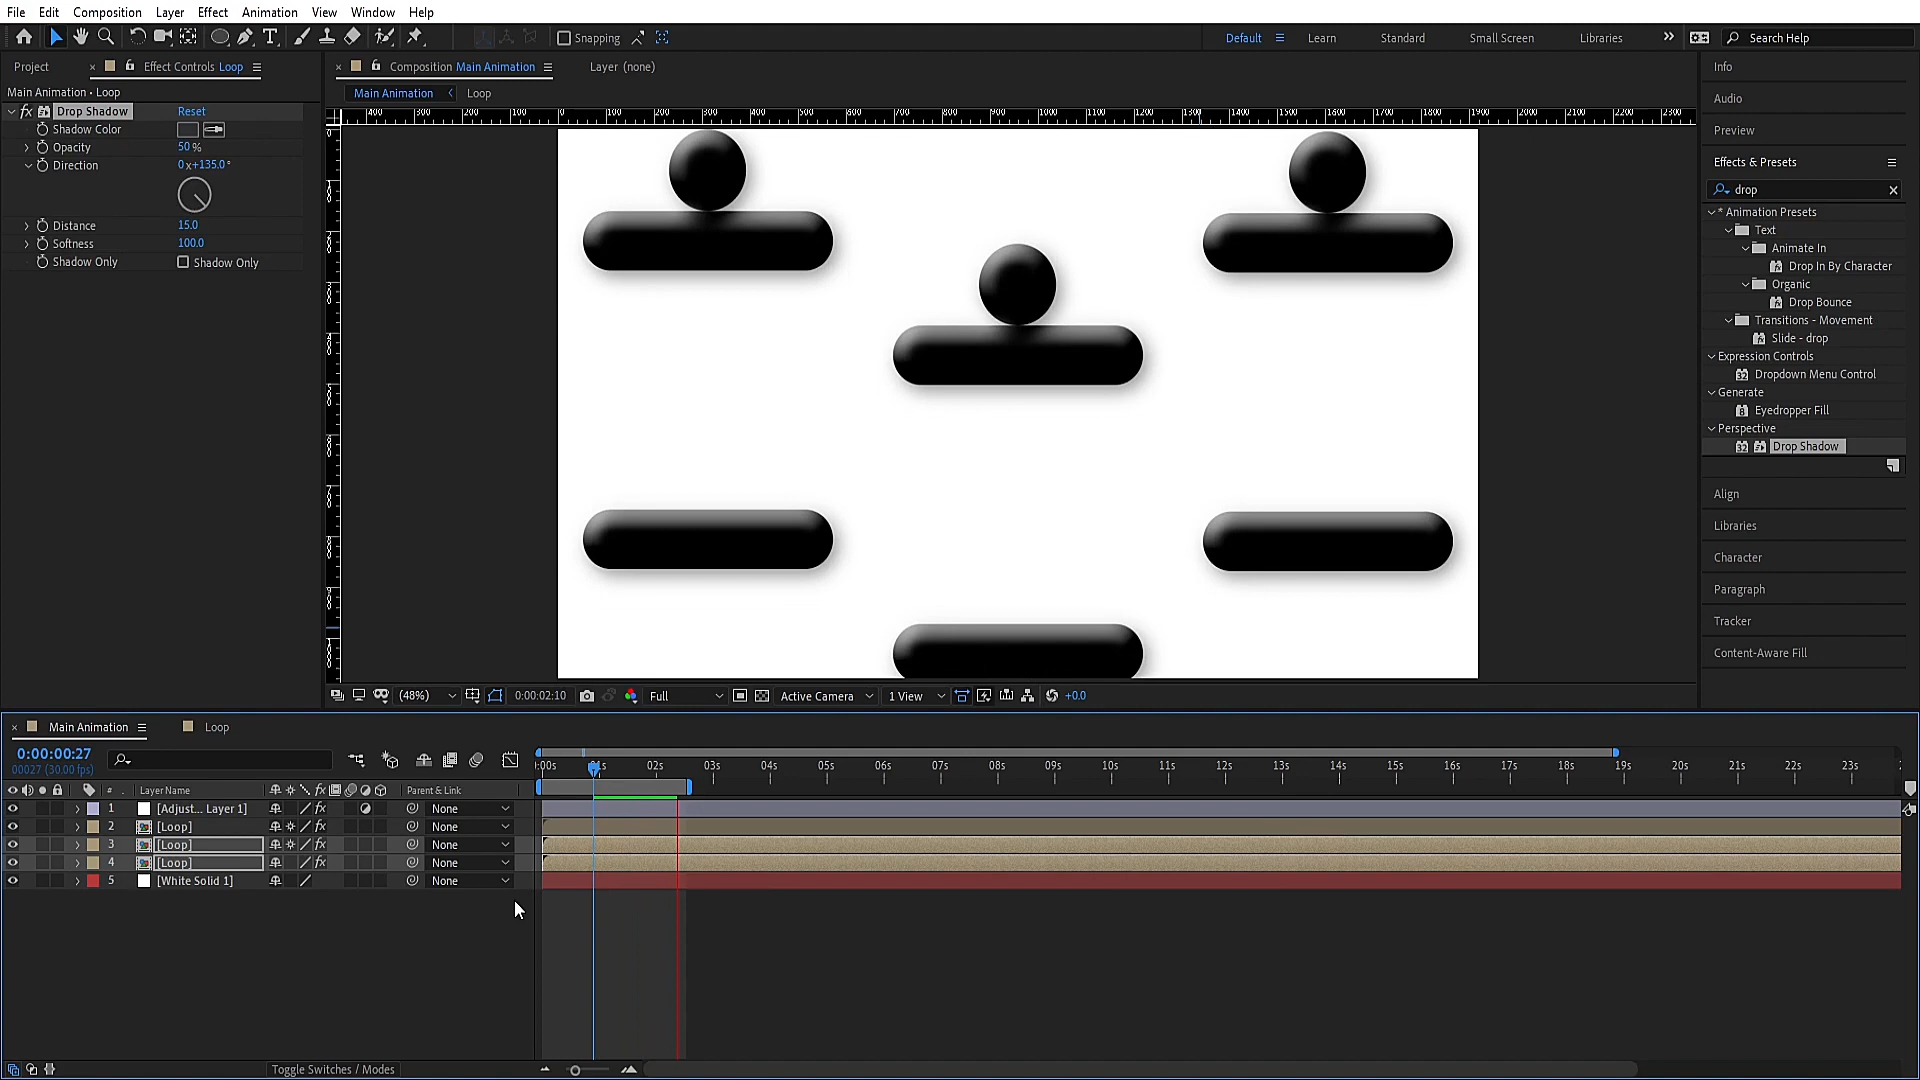 File Edit Composition Layer Effect Animation View Window Help
Snapping Default Learn Standard Small Screen Libraries Search Help
Project Effect Controls Loop Composition Main Animation Layer (none) Info
Main Animation • Loop Main Animation Loop
Drop Shadow Reset Audio
Shadow Color
Opacity 50 % Preview
Direction 0 x+135.0° Effects & Presets
drop
Distance 15.0
Softness 100.0
Shadow Only Shadow Only
* Animation Presets
Text
Animate In
Drop In By Character
Organic
Drop Bounce
Transitions - Movement
Slide - drop
Expression Controls
Dropdown Menu Control
Generate
Eyedropper Fill
Perspective
Drop Shadow
Align
Libraries
Character
Paragraph
Tracker
Content-Aware Fill
(48%) 0:00:02:10 Full Active Camera 1 View +0.0
Main Animation Loop
0:00:00:27
00027 (30.00 fps)
:00s 01s 02s 03s 04s 05s 06s 07s 08s 09s 10s 11s 12s 13s 14s 15s 16s 17s 18s 19s 20s 21s 22s 23s
# Layer Name Parent & Link
1 [Adjust... Layer 1] None
2 [Loop] None
3 [Loop] None
4 [Loop] None
5 [White Solid 1] None
Toggle Switches / Modes